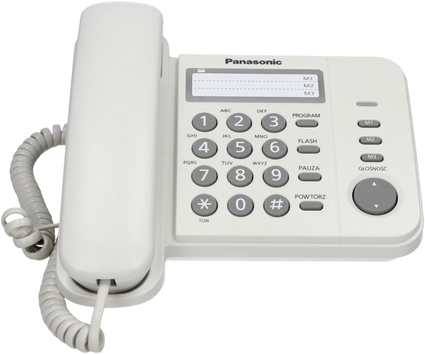 Panasonic
M1
M2
M3
ABC DEF
1 2 3 PROGRAM
GHI JKL MNO FLASH
4 5 6
PQRS TUV WXYZ PAUZA
7 8 9
POWTÓRZ
* 0 #
TON
M1
M2
M3
GŁOŚNOŚĆ